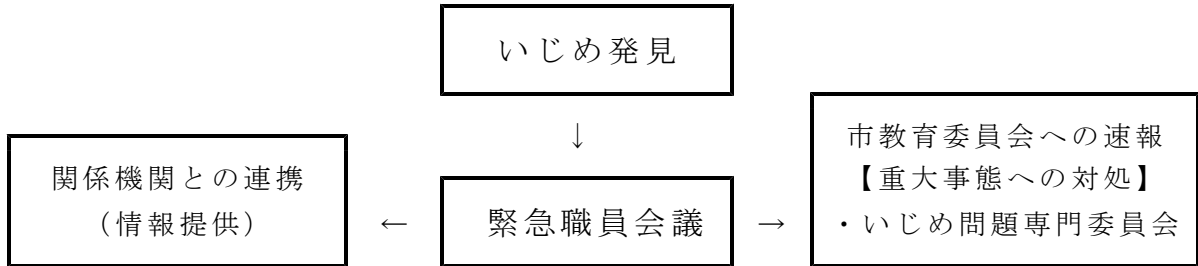 いじめ発見
↓
市教育委員会への速報
【重大事態への対処】
・いじめ問題専門委員会
関係機関との連携
（情報提供）
←
緊急職員会議
→